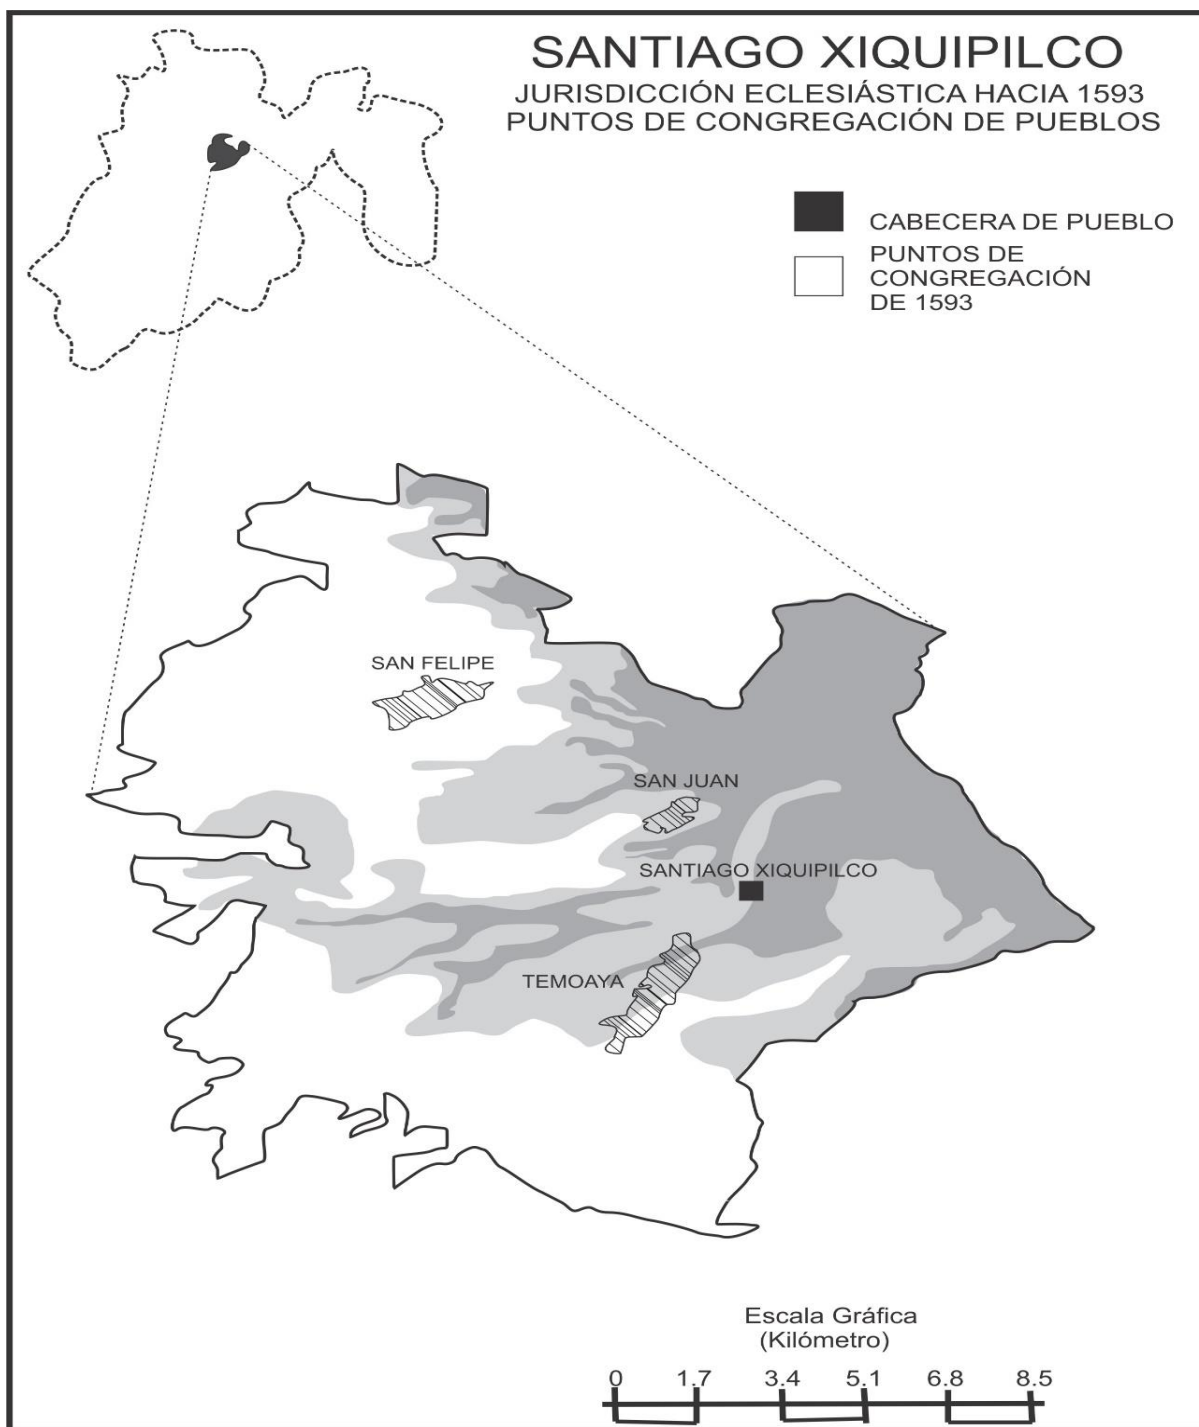 SANTIAGO XIQUIPILCO
JURISDICCIÓN ECLESIÁSTICA HACIA 1593
PUNTOS DE CONGREGACIÓN DE PUEBLOS
CABECERA DE PUEBLO
PUNTOS DE
CONGREGACIÓN
DE 1593
SAN FELIPE
SAN JUAN
SANTIAGO XIQUIPILCO
TEMOAYA
Escala Gráfica
(Kilómetro)
0 1.7 3.4 5.1 6.8 8.5